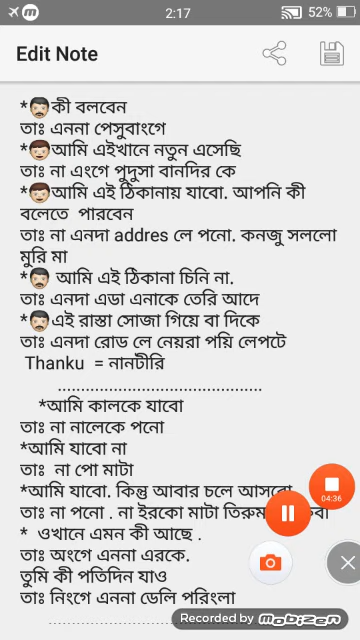 2:17
52%
Edit Note
*কী বলবেন
তাঃ এননা পেসুবাংগে
*আমি এইখানে নতুন এসেছি
তাঃ না এংগে পুদুসা বানদির কে
*আমি এই ঠিকানায় যাবো. আপনি কী
বলেতে পারবেন
তাঃ না এনদা addres লে পনো. কনজু সললো
মুরি মা
* আমি এই ঠিকানা চিনি না.
তাঃ এনদা এডা এনাকে তেরি আদে
*এই রাস্তা সোজা গিয়ে বা দিকে
তাঃ এনদা রোড লে নেয়রা পয়ি লেপটে
Thanku = নানটীরি
............................................
*আমি কালকে যাবো
তাঃ না নালেকে পনো
*আমি যাবো না
তাঃ না পো মাটা
*আমি যাবো. কিন্তু আবার চলে আসবো
তাঃ না পনো . না ইরকো মাটা
* ওখানে এমন কী আছে .
তাঃ অংগে এননা এরকে.
তুমি কী পতিদিন যাও
তাঃ নিংগে এননা ডেলি পরিংলা
04:36
Recorded by mobizen